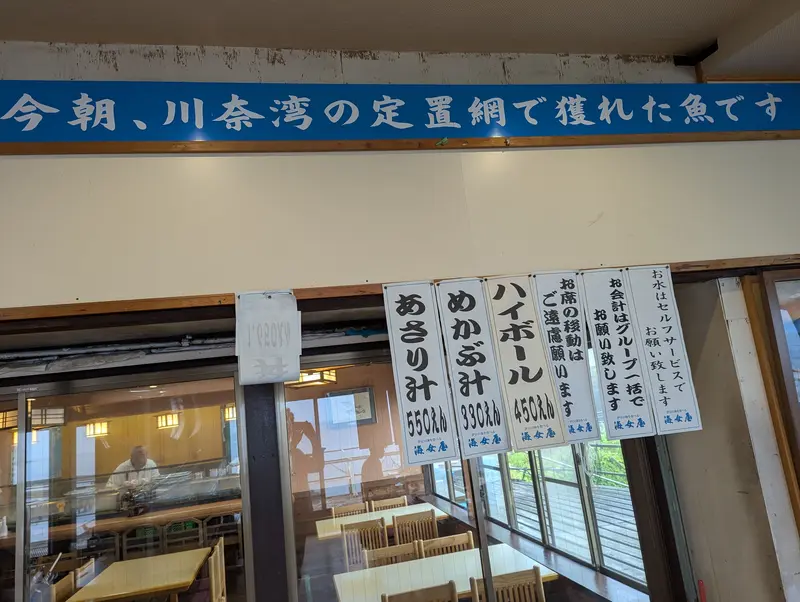 今朝、川奈湾の定置網で獲れた魚です
お水はセルフサービスで
お願い致します
お会計はグループ一括で
お願い致します
海女屋
お席の移動は
ご遠慮願います
海女屋
ハイボール
450えん
海女屋
めかぶ汁
330えん
海女屋
あさり汁
550えん
海女屋